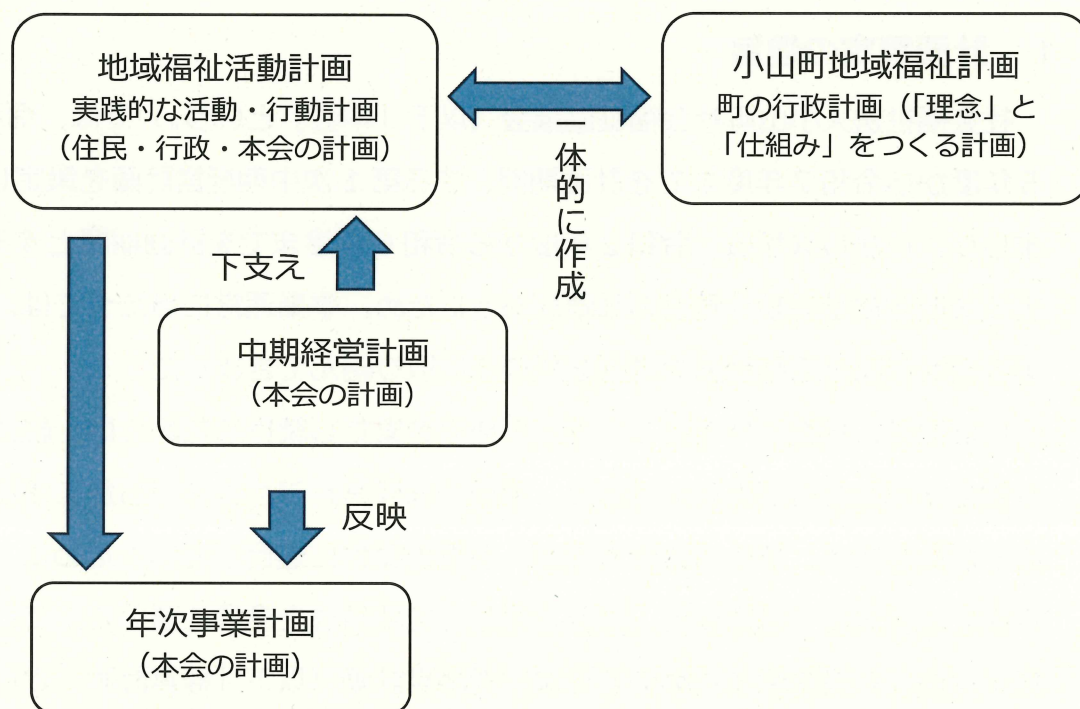 地域福祉活動計画
実践的な活動・行動計画
（住民・行政・本会の計画）
一体的に作成
小山町地域福祉計画
町の行政計画（「理念」と
「仕組み」をつくる計画）
下支え
中期経営計画
（本会の計画）
反映
年次事業計画
（本会の計画）